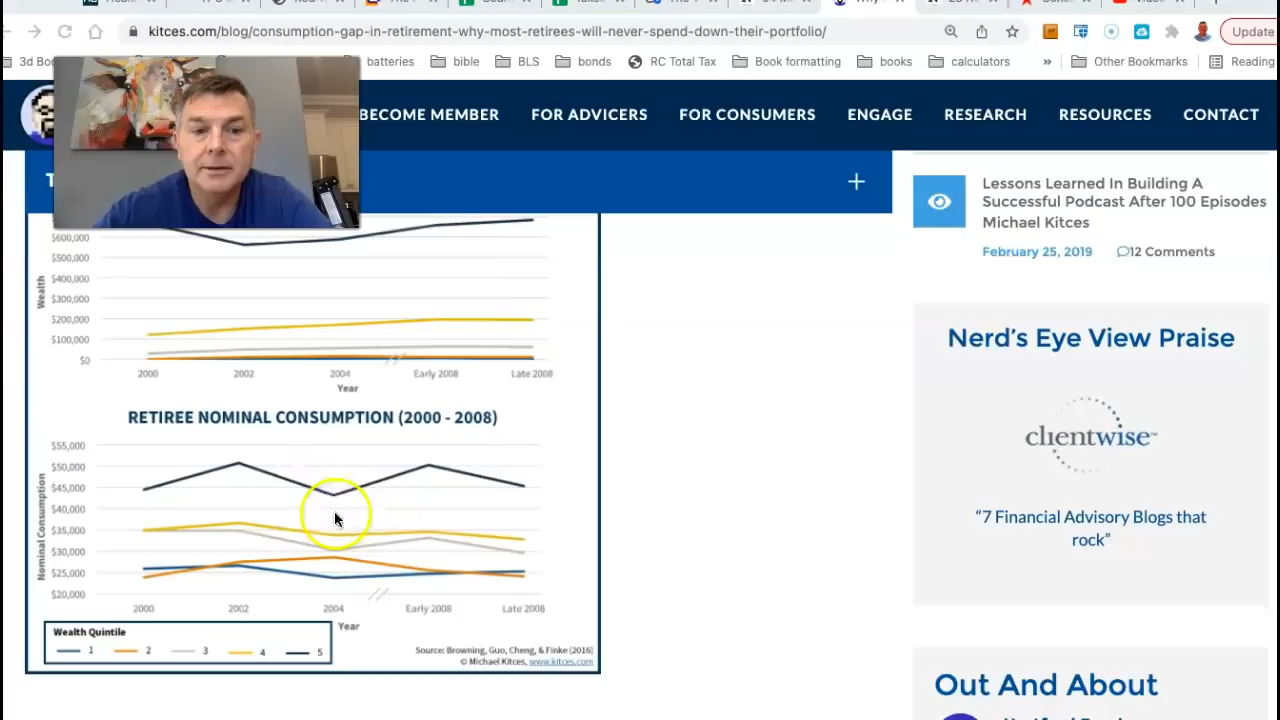 kitces.com/blog/consumption-gap-in-retirement-why-most-retirees-will-never-spend-down-their-portfolio/
Update
3d
batteries
bible
BLS
bonds
RC Total Tax
Book formatting
books
calculators
»
Other Bookmarks
Reading
BECOME MEMBER
FOR ADVICERS
FOR CONSUMERS
ENGAGE
RESEARCH
RESOURCES
CONTACT
+
Lessons Learned In Building A
Successful Podcast After 100 Episodes
Michael Kitces
February 25, 2019
12 Comments
$600,000
$500,000
$400,000
$300,000
$200,000
$100,000
$0
Wealth
2000
2002
2004
Early 2008
Late 2008
Year
RETIREE NOMINAL CONSUMPTION (2000 - 2008)
$55,000
$50,000
$45,000
$40,000
$35,000
$30,000
$25,000
$20,000
Nominal Consumption
2000
2002
2004
Early 2008
Late 2008
Year
Wealth Quintile
1
2
3
4
5
Source: Browning, Guo, Cheng, & Finke (2016)
© Michael Kitces, www.kitces.com
Nerd's Eye View Praise
clientwise™
“7 Financial Advisory Blogs that
rock”
Out And About